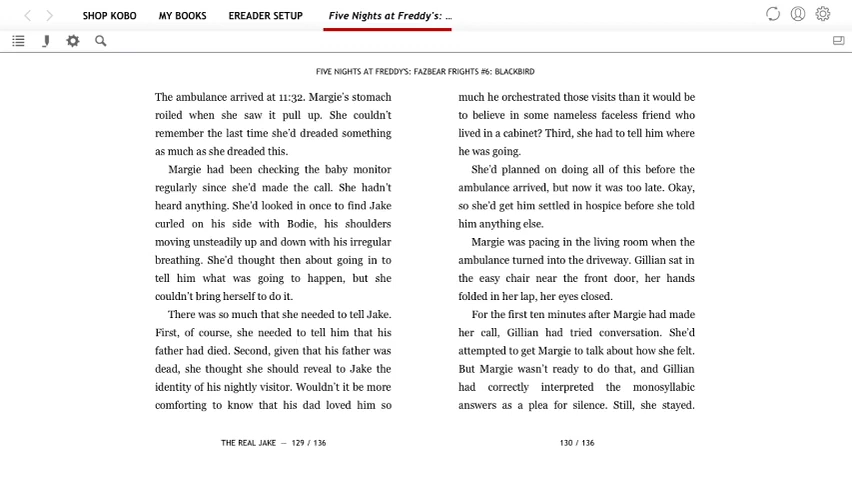 SHOP KOBO
MY BOOKS
EREADER SETUP
Five Nights at Freddy's: ...
FIVE NIGHTS AT FREDDY'S: FAZBEAR FRIGHTS #6: BLACKBIRD
The ambulance arrived at 11:32. Margie's stomach
roiled when she saw it pull up. She couldn't
remember the last time she'd dreaded something
as much as she dreaded this.
Margie had been checking the baby monitor
regularly since she'd made the call. She hadn't
heard anything. She'd looked in once to find Jake
curled on his side with Bodie, his shoulders
moving unsteadily up and down with his irregular
breathing. She'd thought then about going in to
tell him what was going to happen, but she
couldn't bring herself to do it.
There was so much that she needed to tell Jake.
First, of course, she needed to tell him that his
father had died. Second, given that his father was
dead, she thought she should reveal to Jake the
identity of his nightly visitor. Wouldn't it be more
comforting to know that his dad loved him so
THE REAL JAKE — 129 / 136
much he orchestrated those visits than it would be
to believe in some nameless faceless friend who
lived in a cabinet? Third, she had to tell him where
he was going.
She'd planned on doing all of this before the
ambulance arrived, but now it was too late. Okay,
so she'd get him settled in hospice before she told
him anything else.
Margie was pacing in the living room when the
ambulance turned into the driveway. Gillian sat in
the easy chair near the front door, her hands
folded in her lap, her eyes closed.
For the first ten minutes after Margie had made
her call, Gillian had tried conversation. She'd
attempted to get Margie to talk about how she felt.
But Margie wasn't ready to do that, and Gillian
had correctly interpreted the monosyllabic
answers as a plea for silence. Still, she stayed.
130 / 136